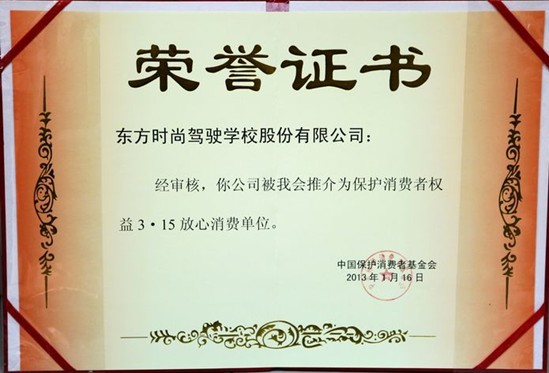 荣誉证书
东方时尚驾驶学校股份有限公司：
经审核，你公司被我会推介为保护消费者权
益3·15放心消费单位。
中国保护消费者基金会
2013年1月16日